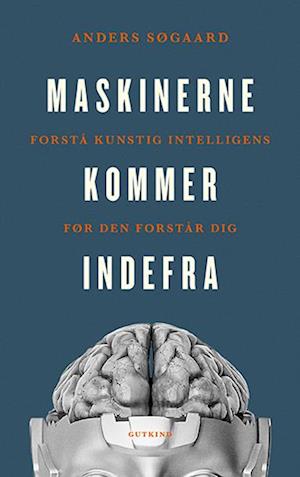 ANDERS SØGAARD
MASKINERNE
FORSTÅ KUNSTIG INTELLIGENS
KOMMER
FØR DEN FORSTÅR DIG
INDEFRA
GUTKIND